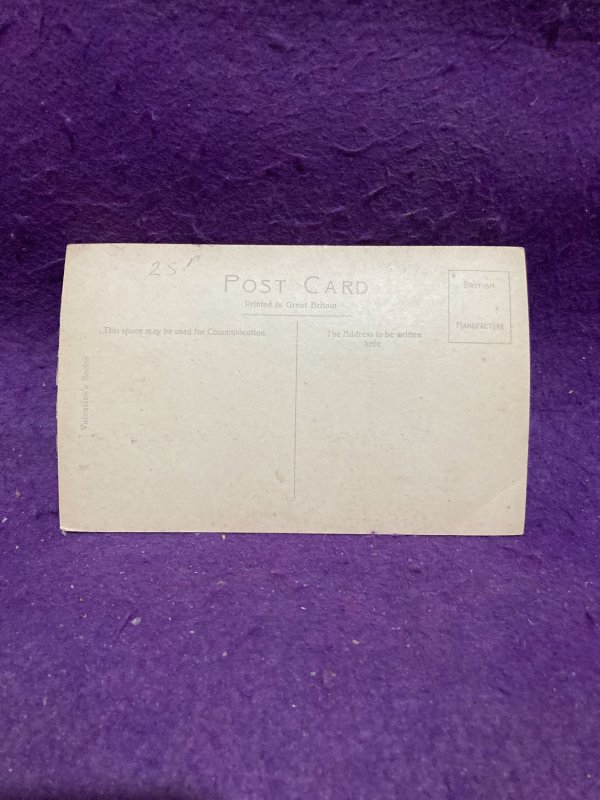 25P
POST CARD
Printed in Great Britain
This space may be used for Communication
The Address to be written
here
BRITISH
MANUFACTURE
Valentine's Series